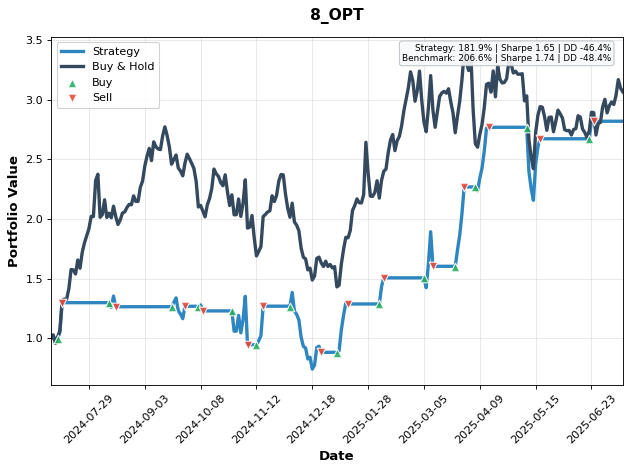 8_OPT
Strategy: 181.9% | Sharpe 1.65 | DD -46.4%
Benchmark: 206.6% | Sharpe 1.74 | DD -48.4%
Strategy
Buy & Hold
Buy
Sell
Portfolio Value
3.5
3.0
2.5
2.0
1.5
1.0
2024-07-29
2024-09-03
2024-10-08
2024-11-12
2024-12-18
2025-01-28
2025-03-05
2025-04-09
2025-05-15
2025-06-23
Date